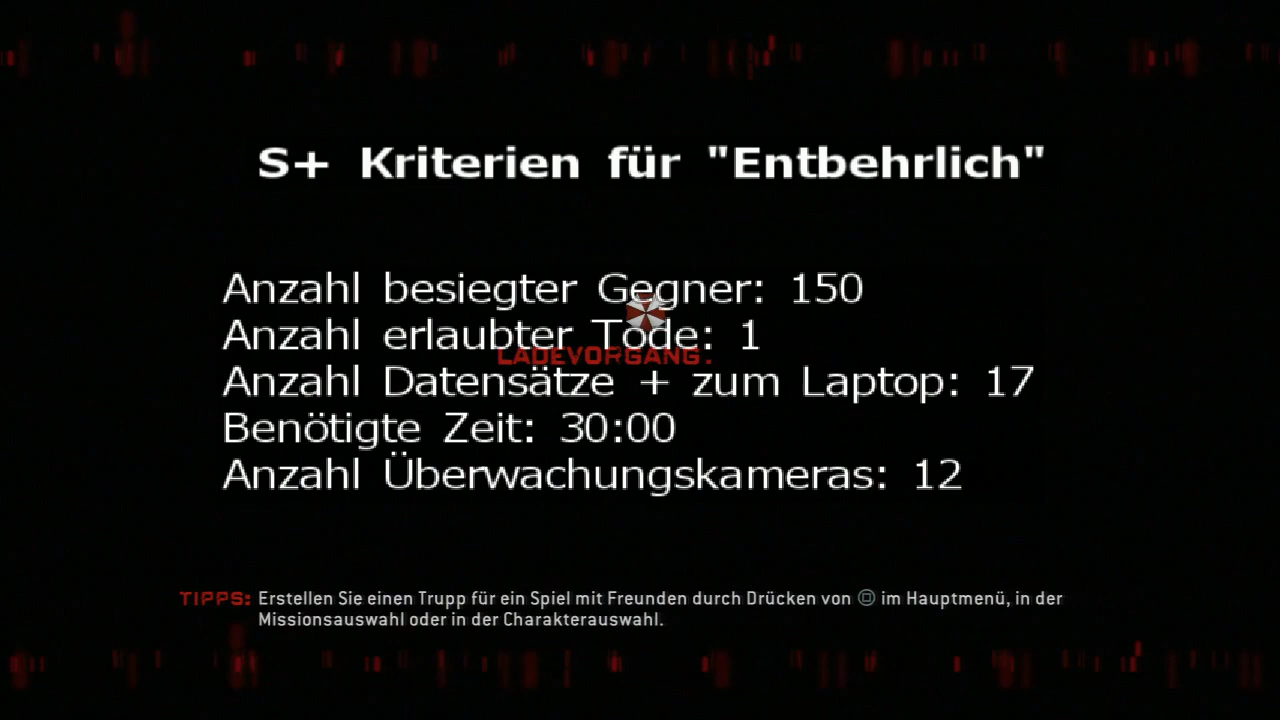 S+ Kriterien für "Entbehrlich"
Anzahl besiegter Gegner: 150
Anzahl erlaubter Tode: 1
LADEVORGANG.
Anzahl Datensätze + zum Laptop: 17
Benötigte Zeit: 30:00
Anzahl Überwachungskameras: 12
TIPPS: Erstellen Sie einen Trupp für ein Spiel mit Freunden durch Drücken von im Hauptmenü, in der
Missionsauswahl oder in der Charakterauswahl.